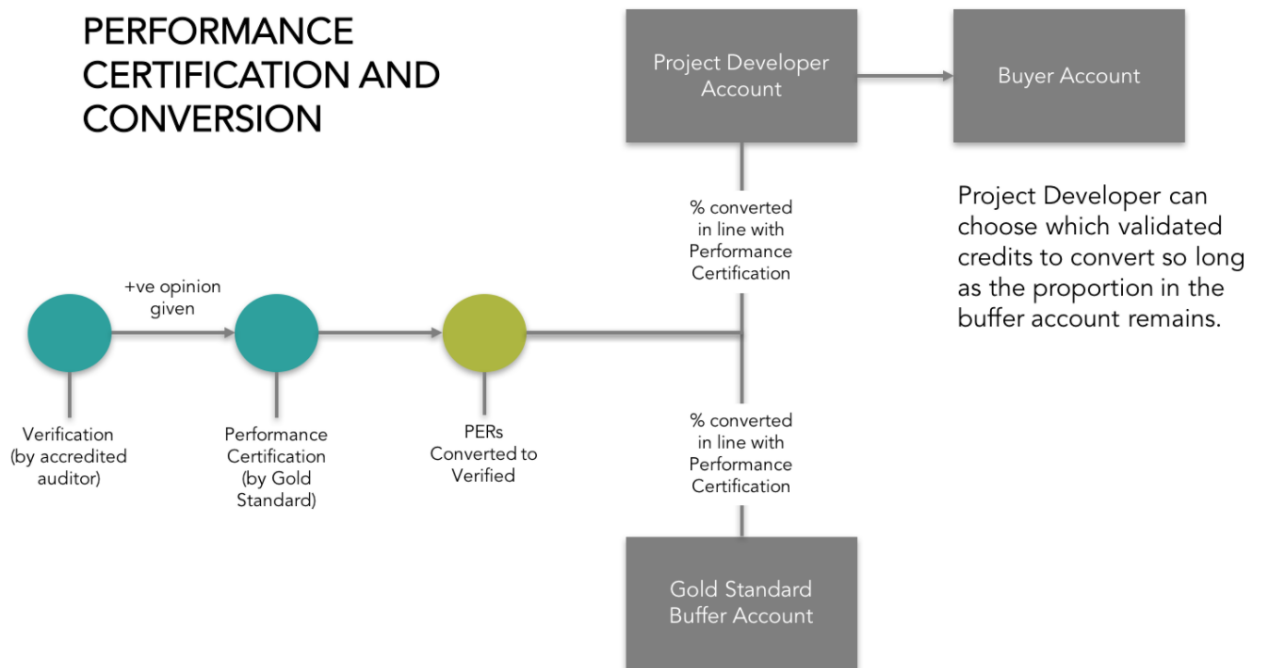 PERFORMANCE
CERTIFICATION AND
CONVERSION
Project Developer
Account
Buyer Account
% converted
in line with
Performance
Certification
Project Developer can
choose which validated
credits to convert so long
as the proportion in the
buffer account remains.
+ve opinion
given
Verification
(by accredited
auditor)
Performance
Certification
(by Gold
Standard)
PERs
Converted to
Verified
% converted
in line with
Performance
Certification
Gold Standard
Buffer Account